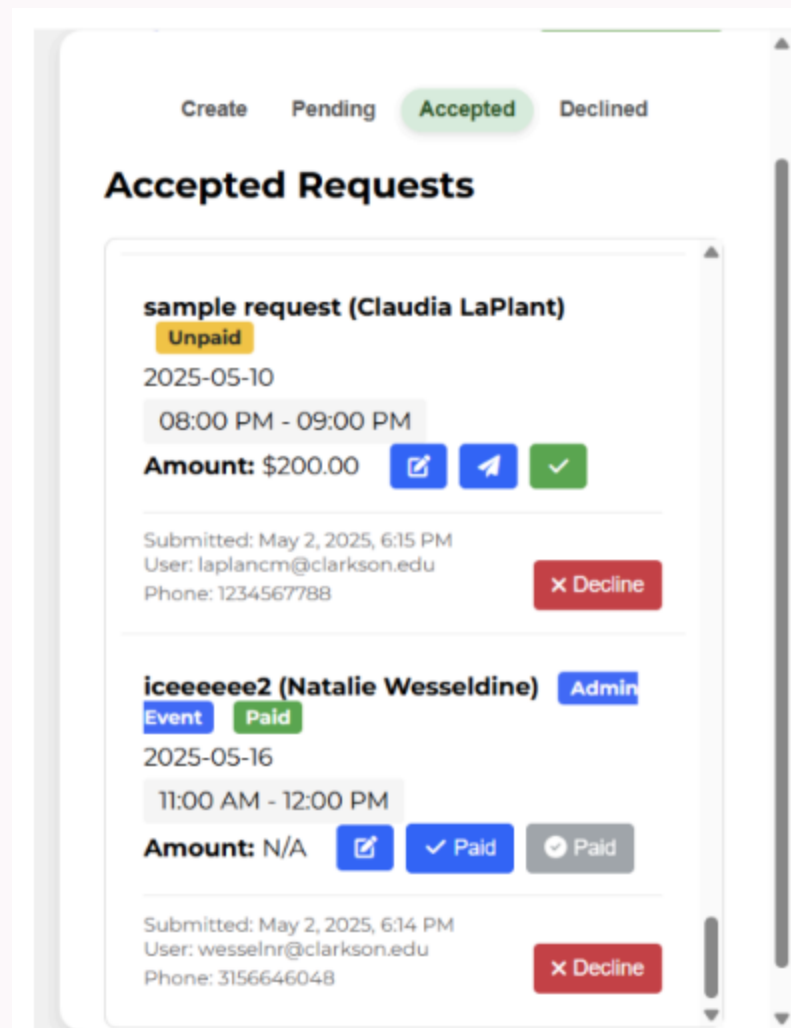 Create Pending Accepted Declined
Accepted Requests
sample request (Claudia LaPlant)
Unpaid
2025-05-10
08:00 PM - 09:00 PM
Amount: $200.00
Submitted: May 2, 2025, 6:15 PM
User: laplancm@clarkson.edu
Phone: 1234567788
Decline
iceeeeee2 (Natalie Wesseldine) Admin
Event Paid
2025-05-16
11:00 AM - 12:00 PM
Amount: N/A Paid Paid
Submitted: May 2, 2025, 6:14 PM
User: wesselnr@clarkson.edu
Phone: 3156646048
Decline